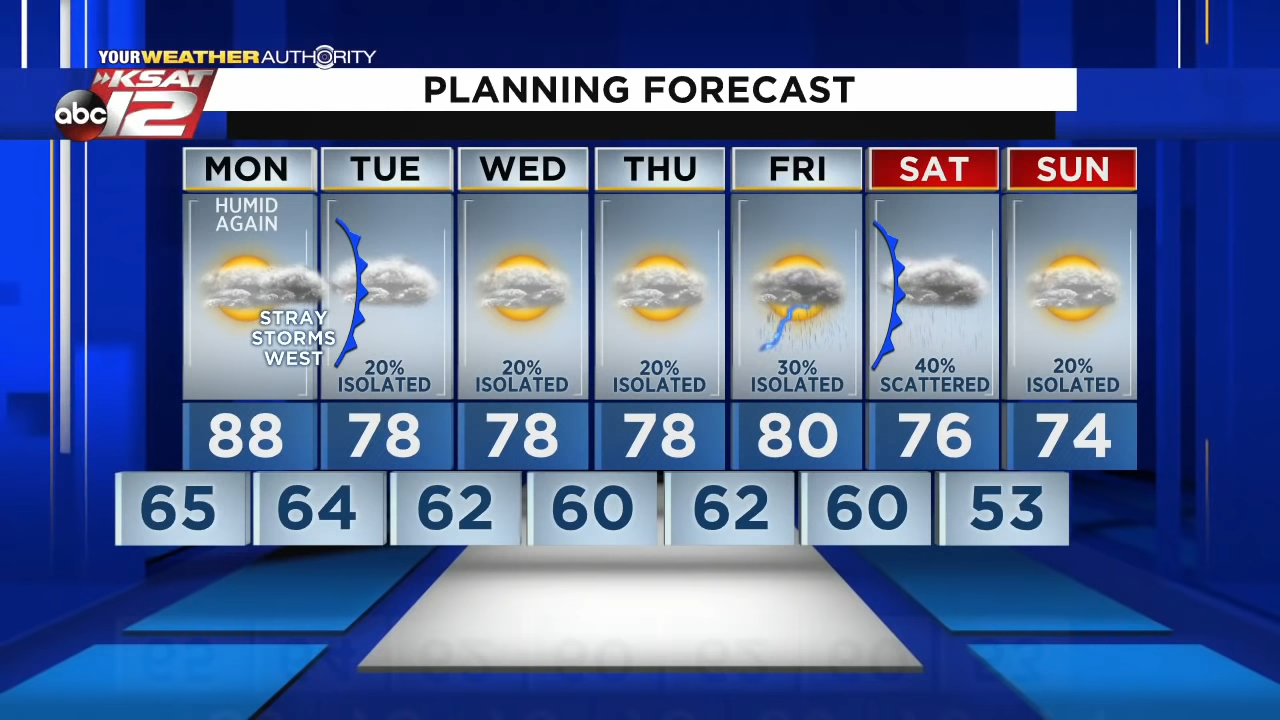 YOURWEATHERAUTHORITY
KSAT
abc 12
PLANNING FORECAST
MON TUE WED THU FRI SAT SUN
HUMID
AGAIN
STRAY
STORMS
WEST
20%
ISOLATED
20%
ISOLATED
20%
ISOLATED
30%
ISOLATED
40%
SCATTERED
20%
ISOLATED
88 78 78 78 80 76 74
65 64 62 60 62 60 53